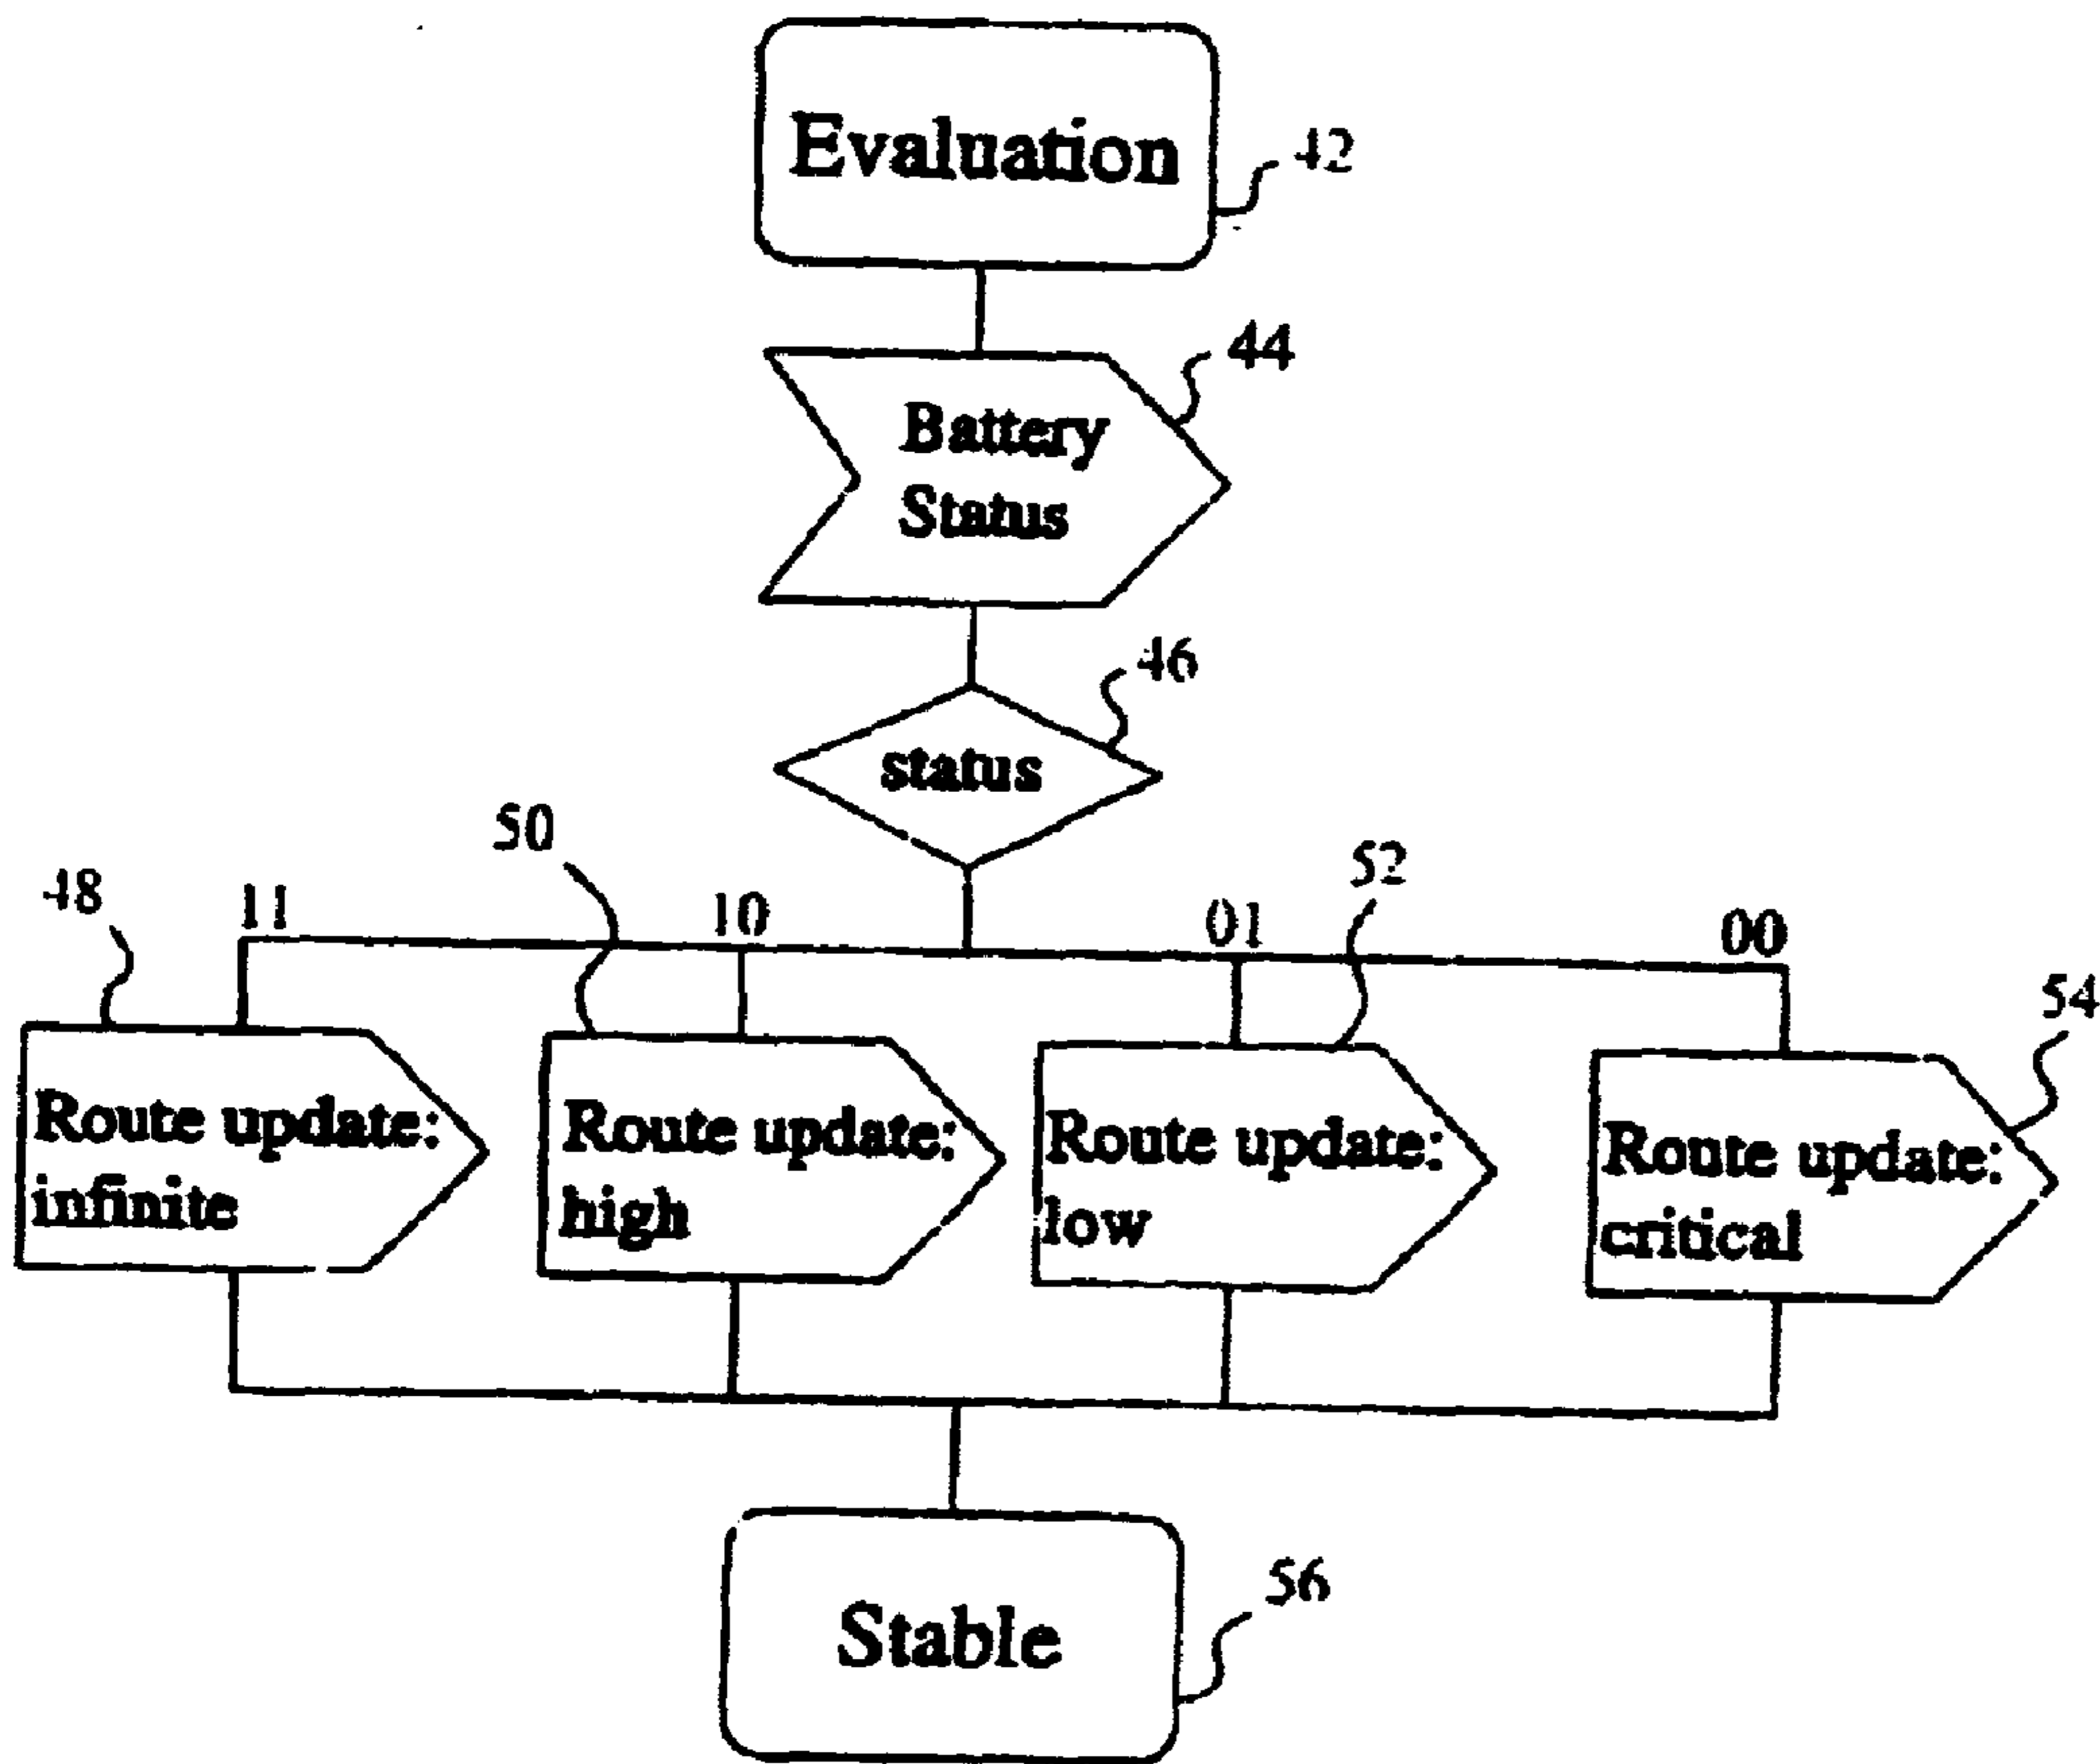 Evaluation
42
44
Battery
Status
46
status
50
52
48
11
10
01
00
54
Route update:
infinite
Route update:
high
Route update:
low
Route update:
critical
56
Stable